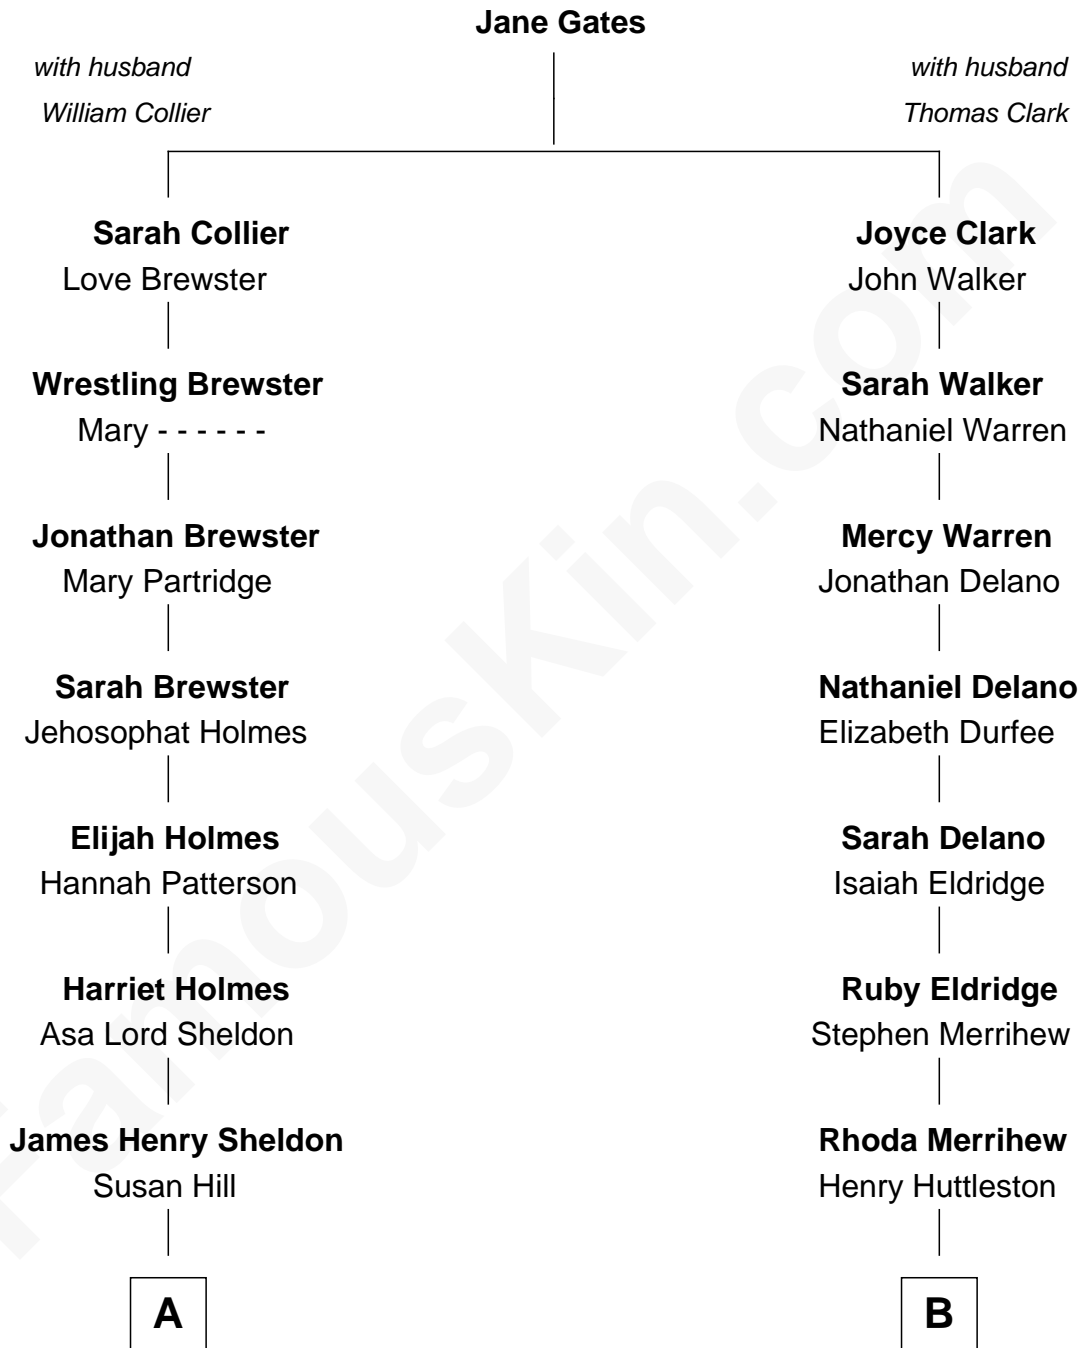 Jane Gates
with husband
William Collier
with husband
Thomas Clark
Sarah Collier
Love Brewster
Joyce Clark
John Walker
Wrestling Brewster
Mary - - - - - -
Sarah Walker
Nathaniel Warren
Jonathan Brewster
Mary Partridge
Mercy Warren
Jonathan Delano
Sarah Brewster
Jehosophat Holmes
Nathaniel Delano
Elizabeth Durfee
Elijah Holmes
Hannah Patterson
Sarah Delano
Isaiah Eldridge
Harriet Holmes
Asa Lord Sheldon
Ruby Eldridge
Stephen Merrihew
James Henry Sheldon
Susan Hill
Rhoda Merrihew
Henry Huttleston
A
B
FamousKin.com